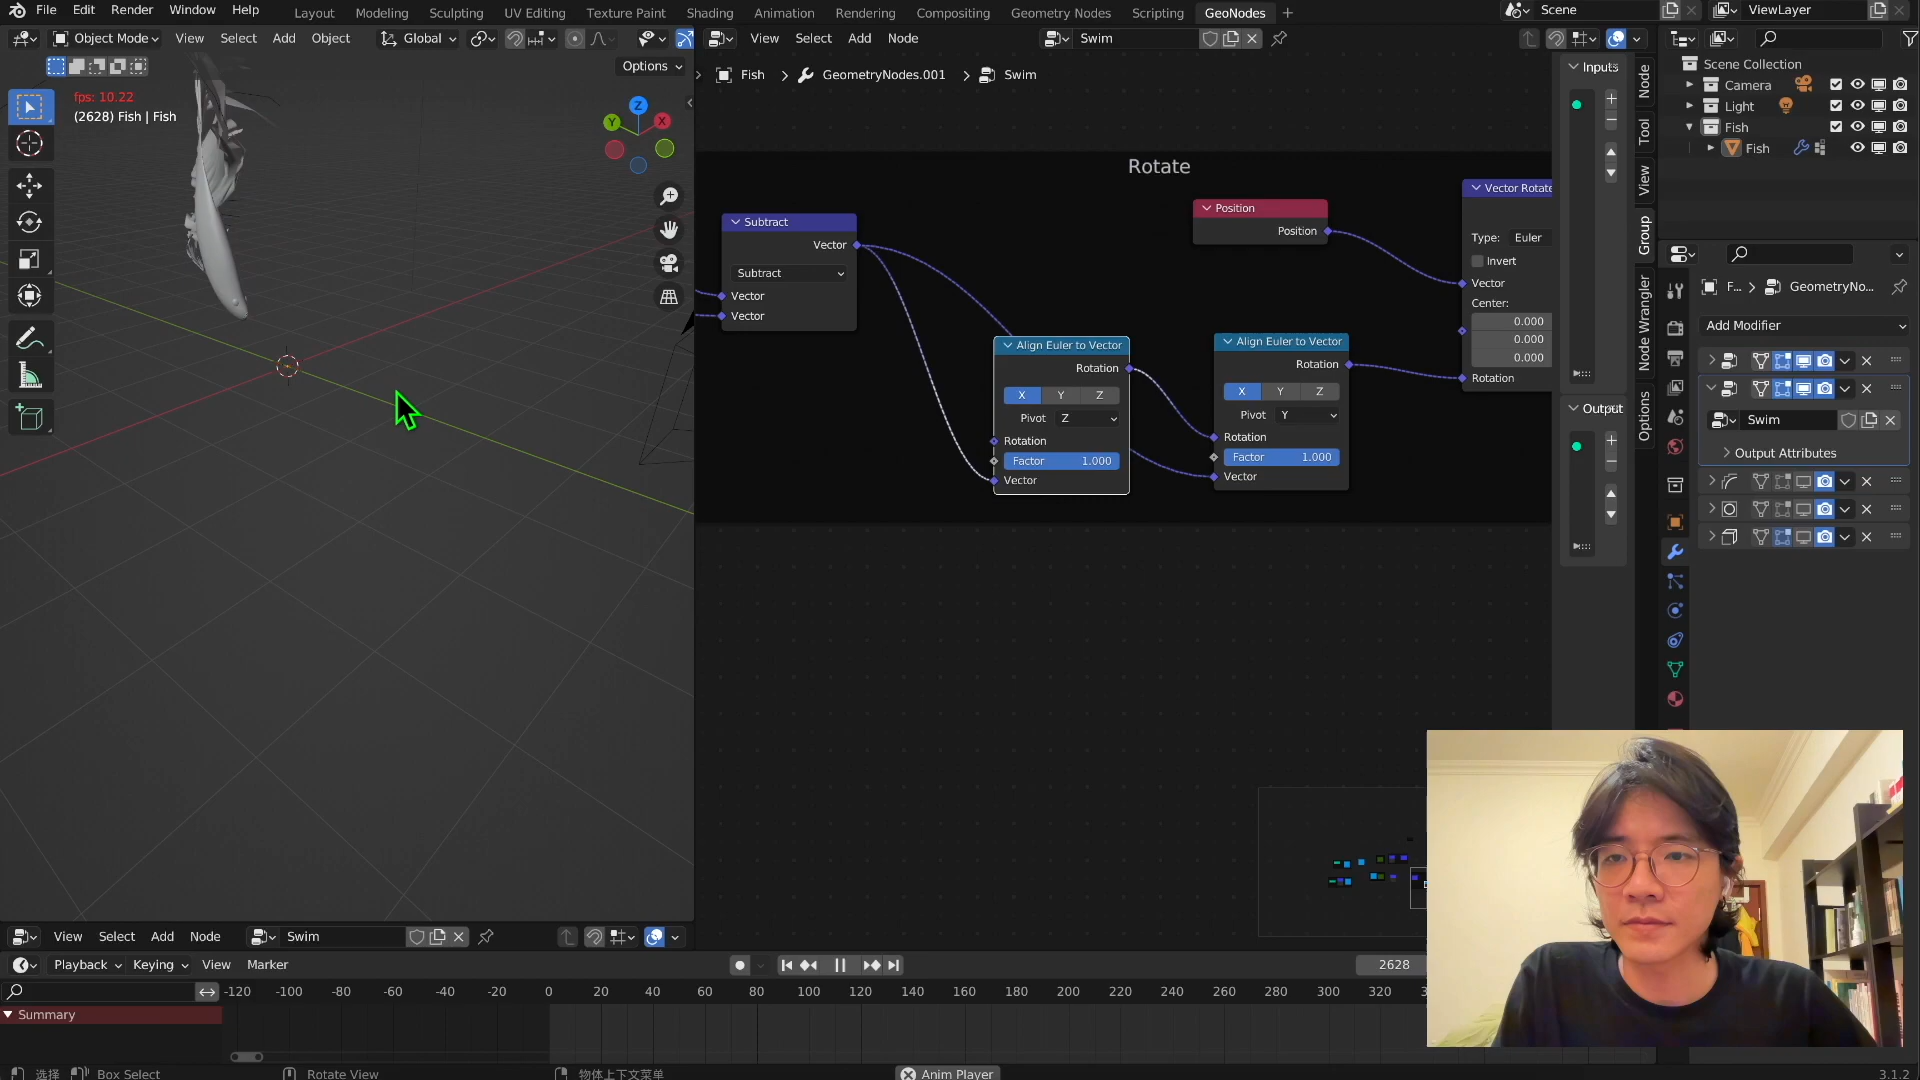 File Edit Render Window Help Layout Modeling Sculpting UV Editing Texture Paint Shading Animation Rendering Compositing Geometry Nodes Scripting GeoNodes Scene ViewLayer
Object Mode View Select Add Object Global View Select Add Node Swim
Options
fps: 10.22
(2628) Fish | Fish
Z
Y
X
Fish GeometryNodes.001 Swim
Rotate
Subtract
Vector
Subtract
Vector
Vector
Position
Position
Align Euler to Vector
Rotation
X Y Z
Pivot Z
Rotation
Factor 1.000
Vector
Align Euler to Vector
Rotation
X Y Z
Pivot Y
Rotation
Factor 1.000
Vector
Vector Rotate
Type: Euler
Invert
Vector
Center:
0.000
0.000
0.000
Rotation
Inputs
Output
Node
Tool
View
Group
Node Wrangler
Options
Scene Collection
Camera
Light
Fish
Fish
F... GeometryNo...
Add Modifier
Swim
Output Attributes
View Select Add Node Swim
Playback Keying View Marker 2628
-120 -100 -80 -60 -40 -20 0 20 40 60 80 100 120 140 160 180 200 220 240 260 280 300 320
Summary
选择 Box Select Rotate View 物体上下文菜单 Anim Player 3.1.2